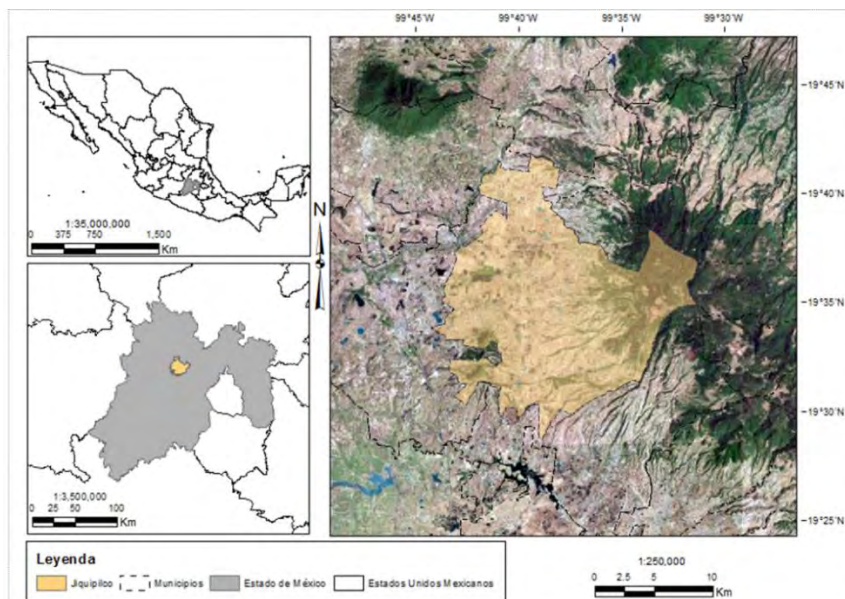 99°45'W 99°40'W 99°35'W 99°30'W
1:35,000,000
0 375 750 1,500
Km
N
1:3,500,000
0 25 50 100
Km
19°45'N
19°40'N
19°35'N
19°30'N
19°25'N
Leyenda
Jiquipilco Municipios Estado de México Estados Unidos Mexicanos
1:250,000
0 2.5 5 10
Km